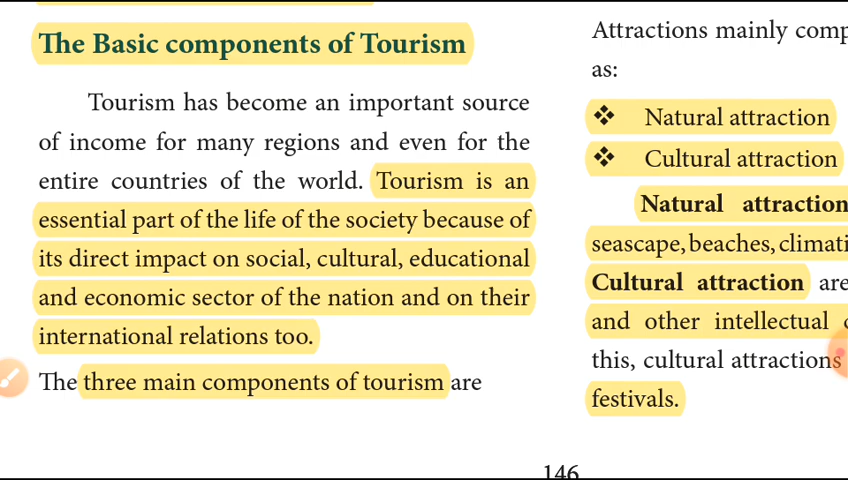 The Basic components of Tourism
Tourism has become an important source
of income for many regions and even for the
entire countries of the world. Tourism is an
essential part of the life of the society because of
its direct impact on social, cultural, educational
and economic sector of the nation and on their
international relations too.
The three main components of tourism are
Attractions mainly comp
as:
❖ Natural attraction
❖ Cultural attraction
Natural attraction
seascape, beaches, climati
Cultural attraction are
and other intellectual
this, cultural attractions
festivals.
146